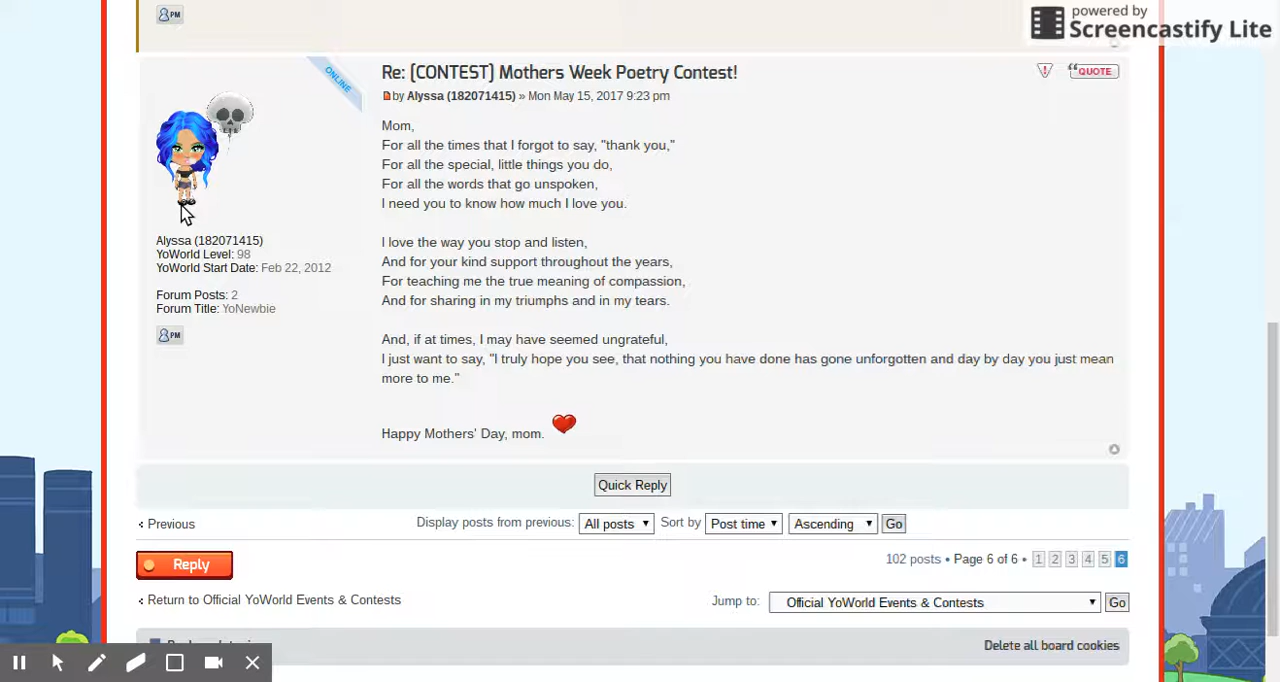 powered by
Screencastify Lite
PM
ONLINE
Re: [CONTEST] Mothers Week Poetry Contest!
QUOTE
by Alyssa (182071415) » Mon May 15, 2017 9:23 pm
Mom,
For all the times that I forgot to say, "thank you,"
For all the special, little things you do,
For all the words that go unspoken,
I need you to know how much I love you.
I love the way you stop and listen,
And for your kind support throughout the years,
For teaching me the true meaning of compassion,
And for sharing in my triumphs and in my tears.
And, if at times, I may have seemed ungrateful,
I just want to say, "I truly hope you see, that nothing you have done has gone unforgotten and day by day you just mean
more to me."
Happy Mothers' Day, mom.
Alyssa (182071415)
YoWorld Level: 98
YoWorld Start Date: Feb 22, 2012
Forum Posts: 2
Forum Title: YoNewbie
PM
Quick Reply
Previous
Display posts from previous: All posts Sort by Post time Ascending Go
Reply
102 posts • Page 6 of 6 • 1 2 3 4 5 6
Return to Official YoWorld Events & Contests
Jump to: Official YoWorld Events & Contests Go
Delete all board cookies